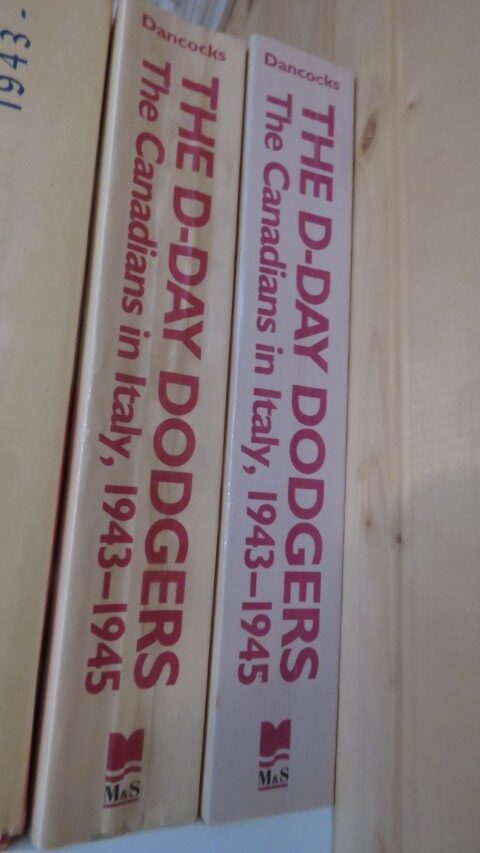 1943-
Dancocks
THE D-DAY DODGERS
The Canadians in Italy, 1943–1945
M&S
Dancocks
THE D-DAY DODGERS
The Canadians in Italy, 1943–1945
M&S